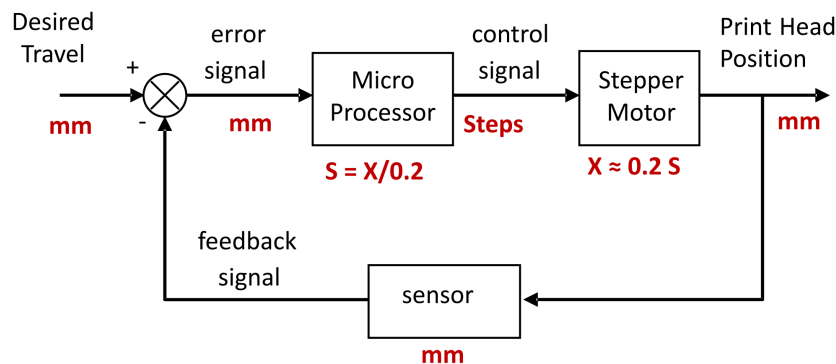 Desired
Travel
+
-
mm
error
signal
mm
Micro
Processor
S = X/0.2
control
signal
Steps
Stepper
Motor
X ≈ 0.2 S
Print Head
Position
mm
feedback
signal
sensor
mm